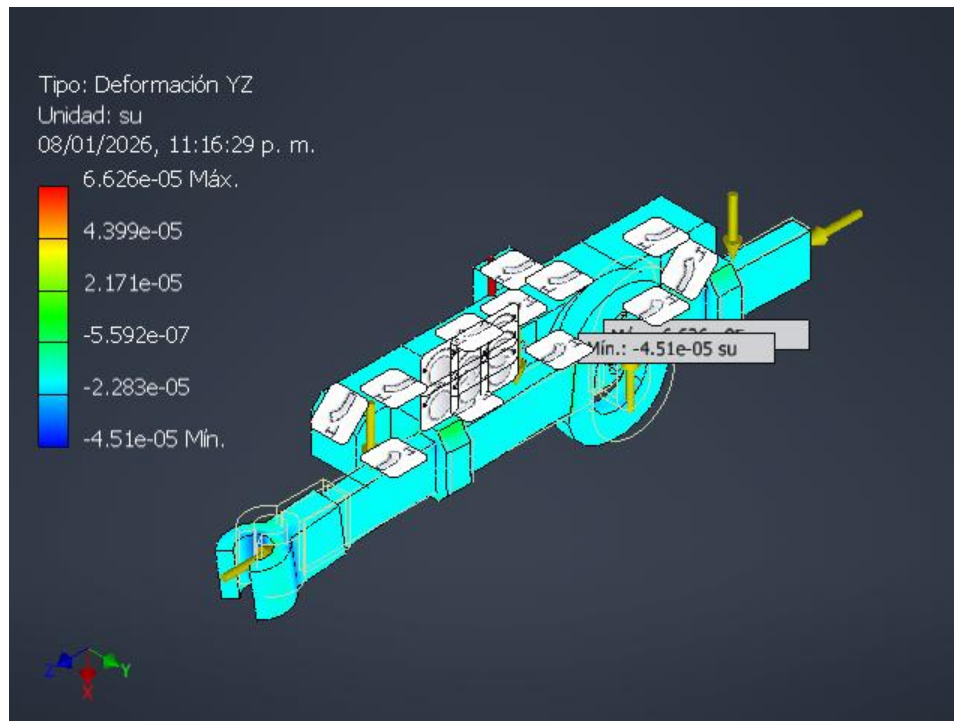 Tipo: Deformación YZ
Unidad: su
08/01/2026, 11:16:29 p. m.
6.626e-05 Máx.
4.399e-05
2.171e-05
-5.592e-07
-2.283e-05
-4.51e-05 Mín.
Mín.: -4.51e-05 su
Z
Y
X